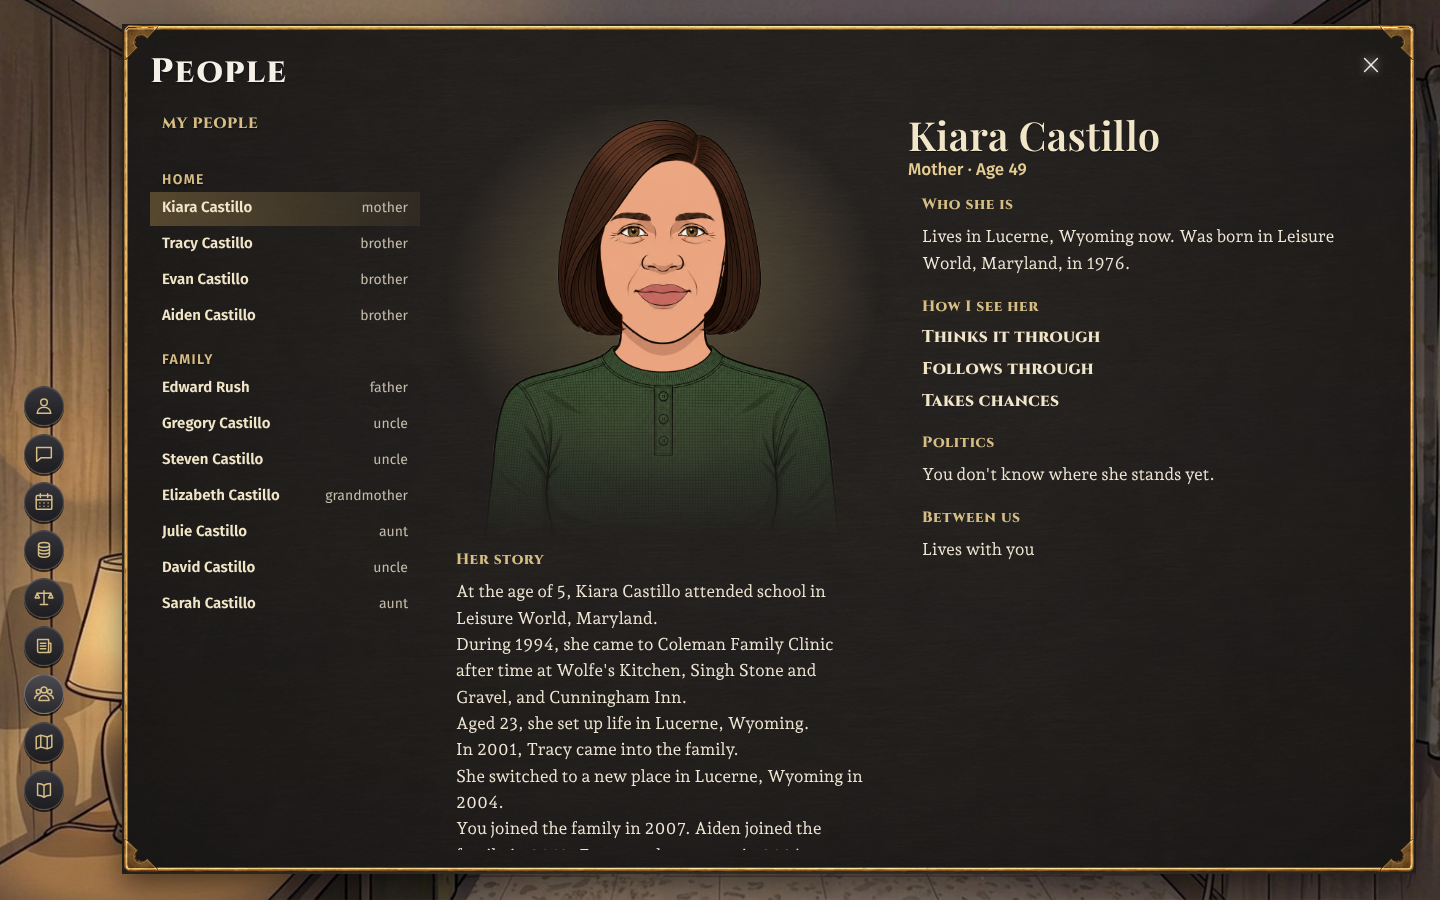 People
MY PEOPLE
HOME
Kiara Castillo mother
Tracy Castillo brother
Evan Castillo brother
Aiden Castillo brother
FAMILY
Edward Rush father
Gregory Castillo uncle
Steven Castillo uncle
Elizabeth Castillo grandmother
Julie Castillo aunt
David Castillo uncle
Sarah Castillo aunt
Her story
At the age of 5, Kiara Castillo attended school in
Leisure World, Maryland.
During 1994, she came to Coleman Family Clinic
after time at Wolfe's Kitchen, Singh Stone and
Gravel, and Cunningham Inn.
Aged 23, she set up life in Lucerne, Wyoming.
In 2001, Tracy came into the family.
She switched to a new place in Lucerne, Wyoming in
2004.
You joined the family in 2007. Aiden joined the
Kiara Castillo
Mother · Age 49
Who she is
Lives in Lucerne, Wyoming now. Was born in Leisure
World, Maryland, in 1976.
How I see her
Thinks it through
Follows through
Takes chances
Politics
You don't know where she stands yet.
Between us
Lives with you